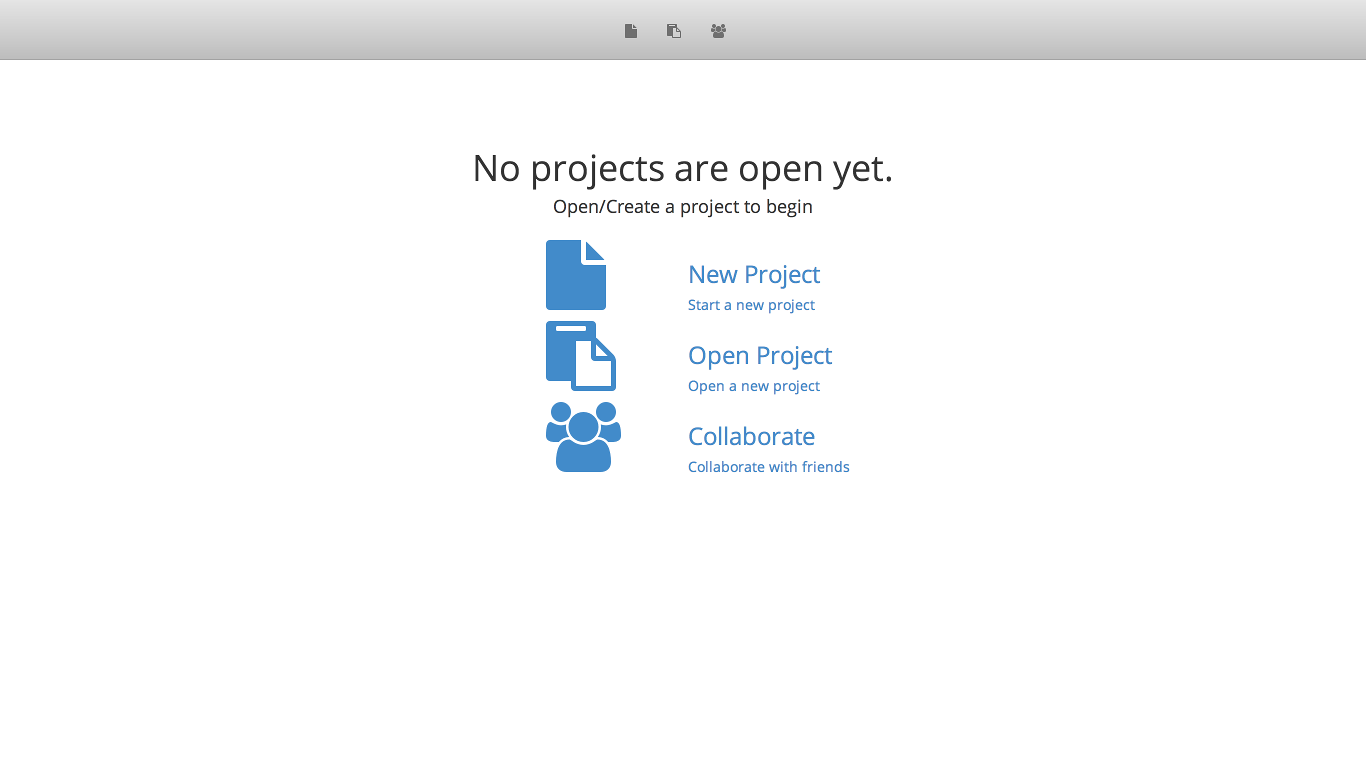 No projects are open yet.
Open/Create a project to begin
New Project
Start a new project
Open Project
Open a new project
Collaborate
Collaborate with friends